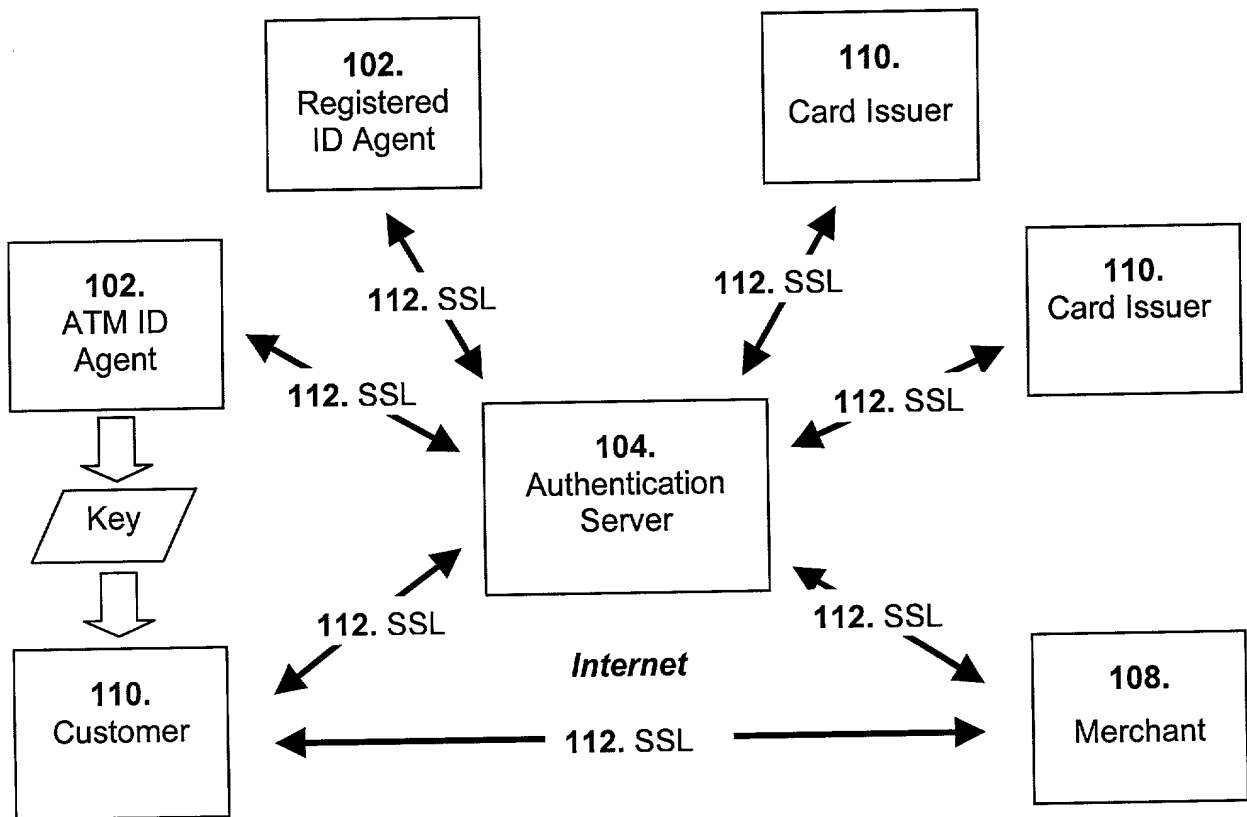 102.
Registered
ID Agent
110.
Card Issuer
102.
ATM ID
Agent
112. SSL
112. SSL
110.
Card Issuer
112. SSL
112. SSL
104.
Authentication
Server
Key
112. SSL
112. SSL
Internet
110.
Customer
112. SSL
108.
Merchant